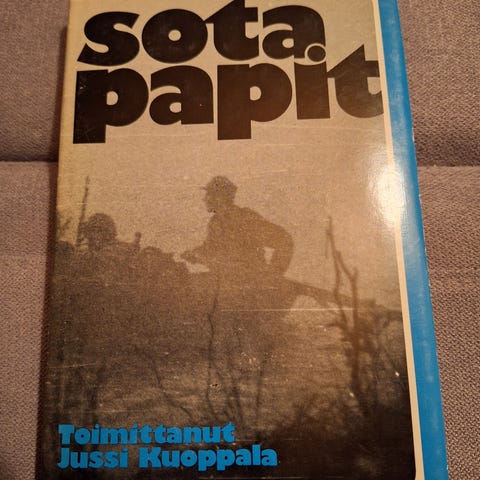 sota
papit
Toimittanut
Jussi Kuoppala